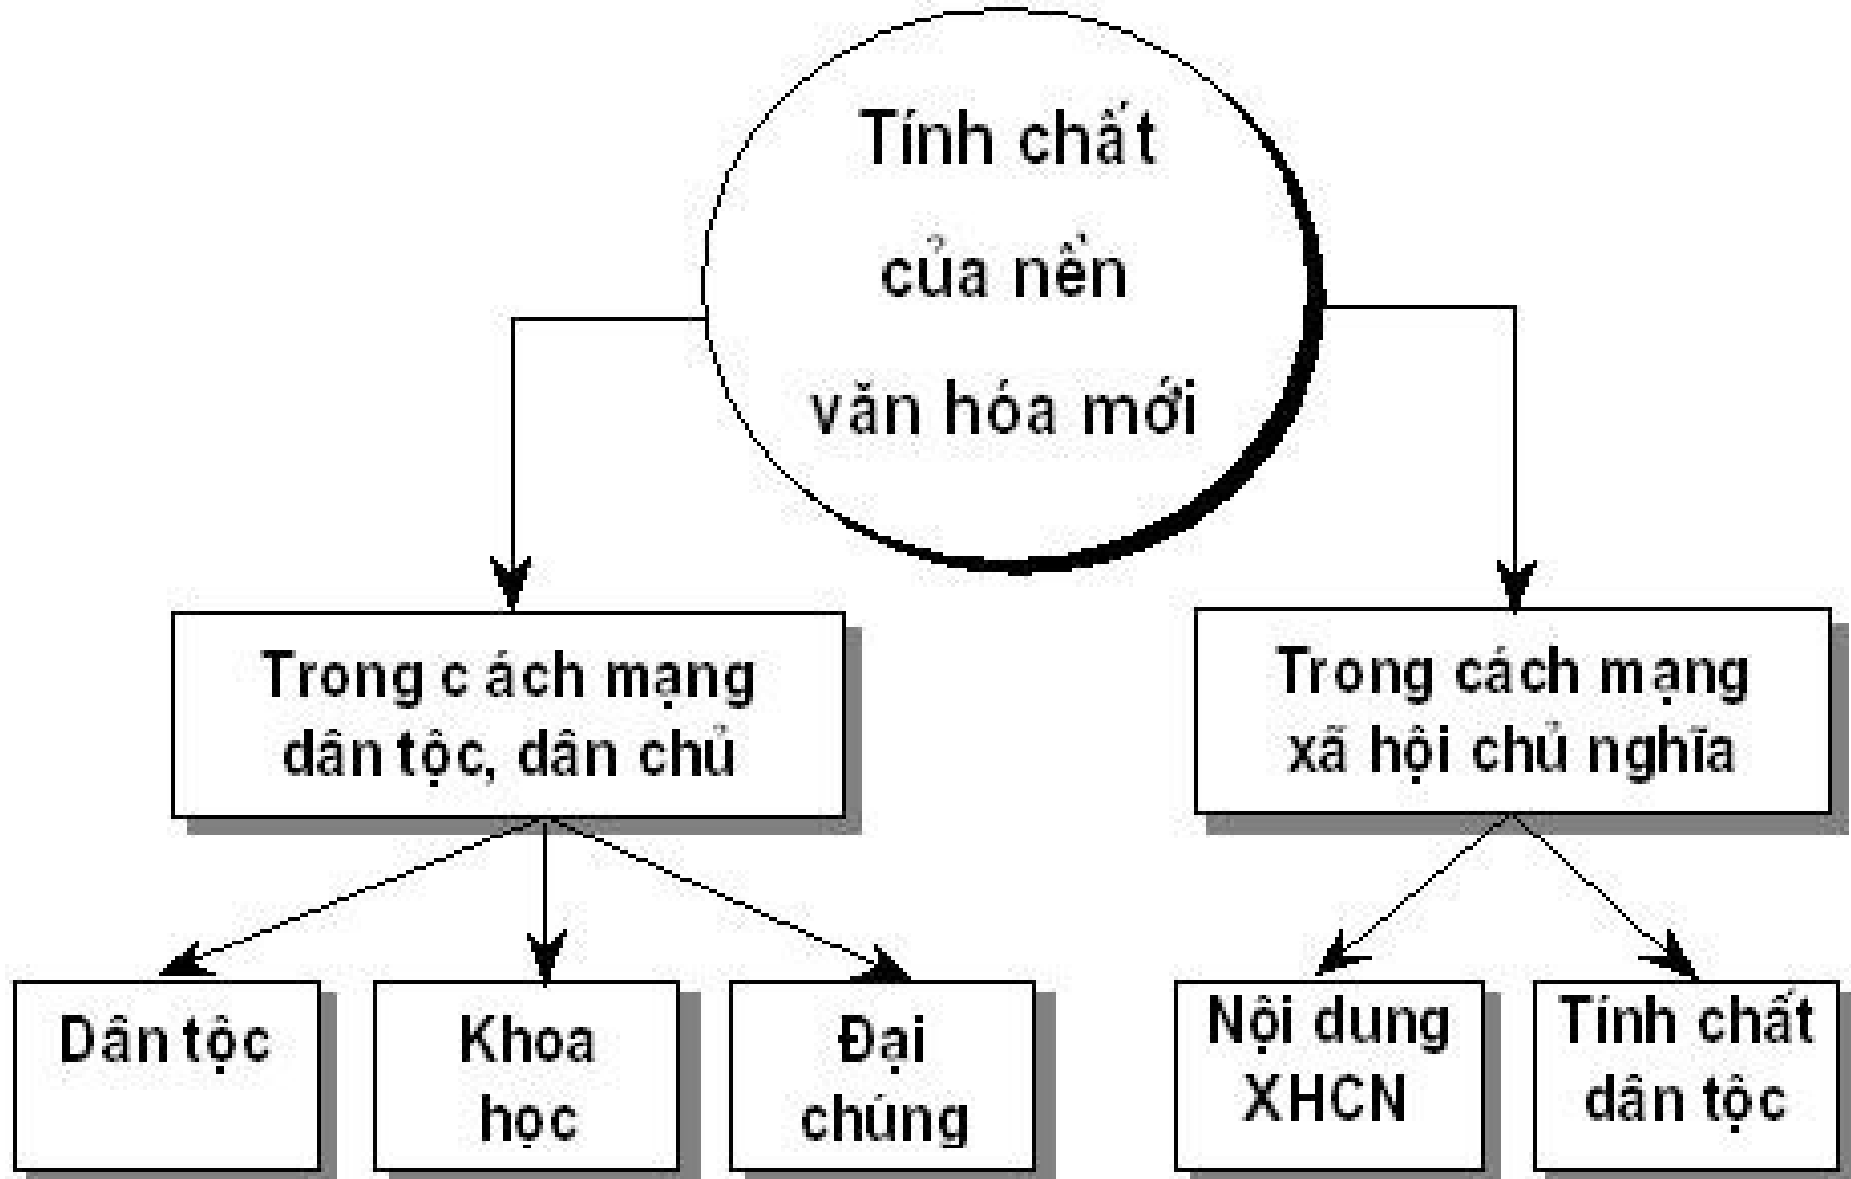 Tính chất
của nền
văn hóa mới
Trong c ách mạng
dân tộc, dân chủ
Trong cách mạng
xã hội chủ nghĩa
Dân tộc
Khoa
học
Đại
chúng
Nội dung
XHCN
Tính chất
dân tộc